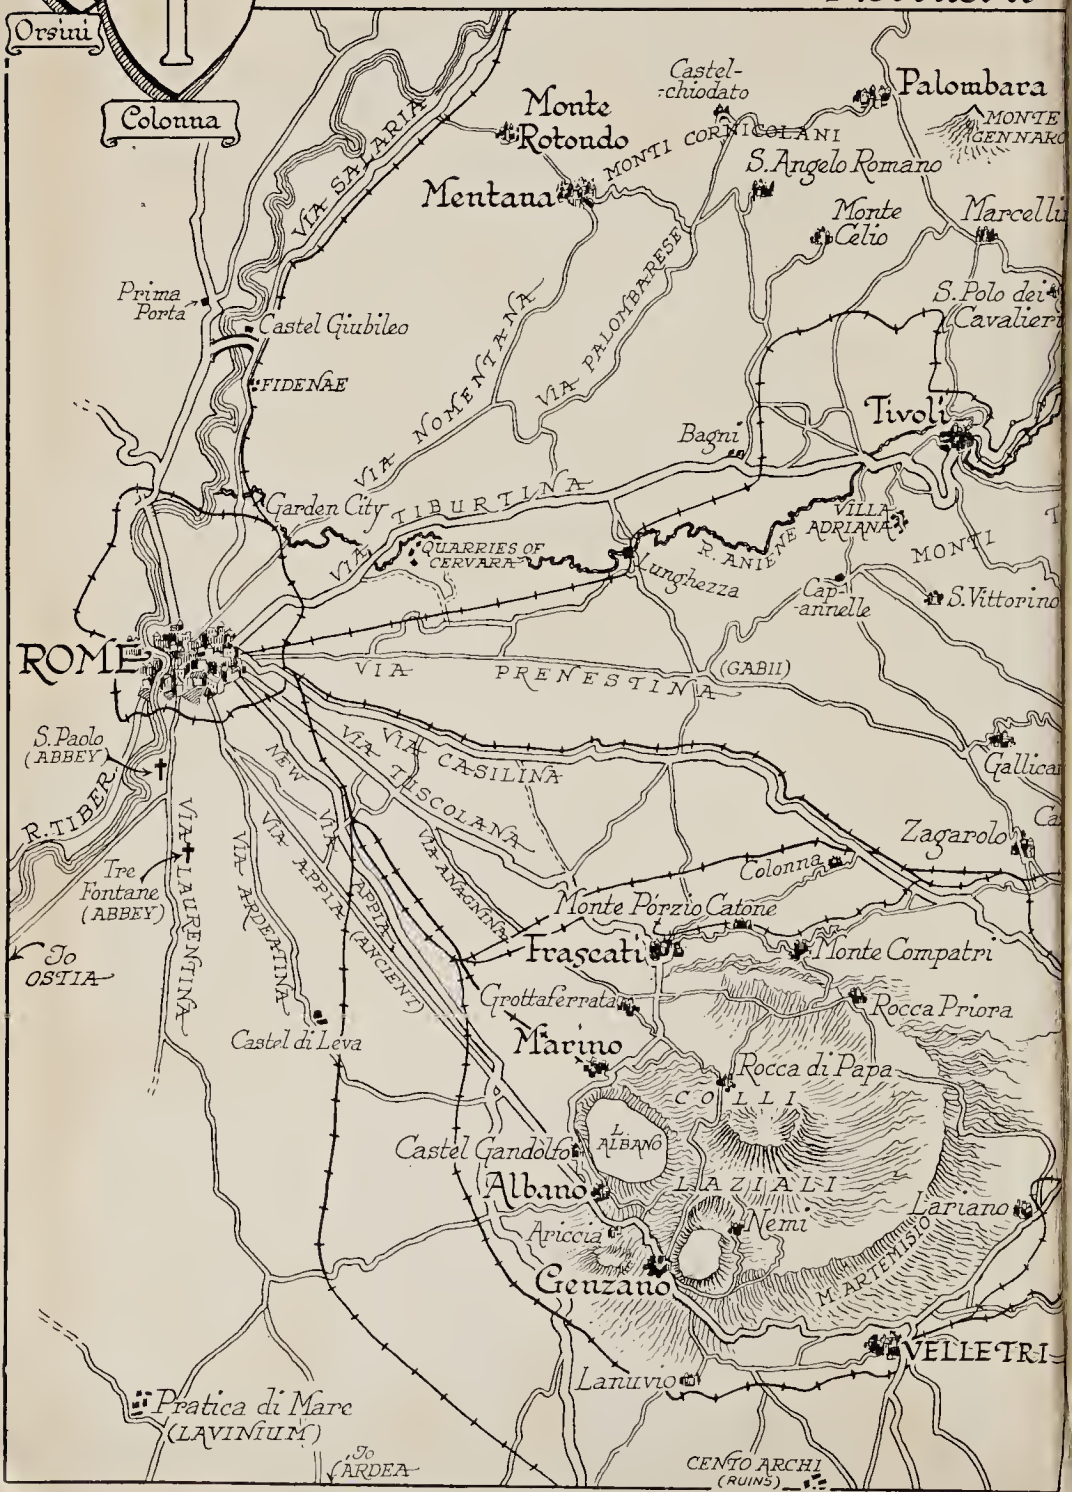 Orsini
Colonna
Castel-
-chiodato
Palombara
Monte
Rotondo
MONTI CORNICOLANI
MONTE
GENNARO
VIA SALARIA
Mentana
S. Angelo Romano
Monte
Celio
Marcelli
Prima
Porta
Castel Giubileo
S. Polo dei
Cavalieri
FIDENAE
VIA NOMENTANA
VIA PALOMBARESE
Tivoli
Bagni
Garden City
VIA TIBURTINA
VILLA
ADRIANA
QUARRIES OF
CERVARA
R. ANIENE
MONTI T
Lunghezza
Cap-
-annelle
S. Vittorino
ROME
VIA PRENESTINA
(GABII)
S. Paolo
(ABBEY)
NEW VIA APPIA
VIA CASILINA
VIA TUSCOLANA
Gallica
R. TIBER
VIA LAURENTINA
VIA ARDEATINA
VIA APPIA (ANCIENT)
VIA ANAGNINA
Zagarolo
Ca
Colonna
Tre
Fontane
(ABBEY)
Monte Pórzio Catone
Frascati
Monte Compatri
To
OSTIA
Grottaferrata
Rocca Priora
Castel di Leva
Marino
Rocca di Papa
COLLI
L.
ALBANO
Castel Gandòlfo
LAZIALI
Albano
Nemi
Lariano
Ariccia
Genzano
M. ARTEMISIO
VELLETRI
Lanuvio
Pratica di Mare
(LAVINIUM)
To
ARDEA
CENTO ARCHI
(RUINS)